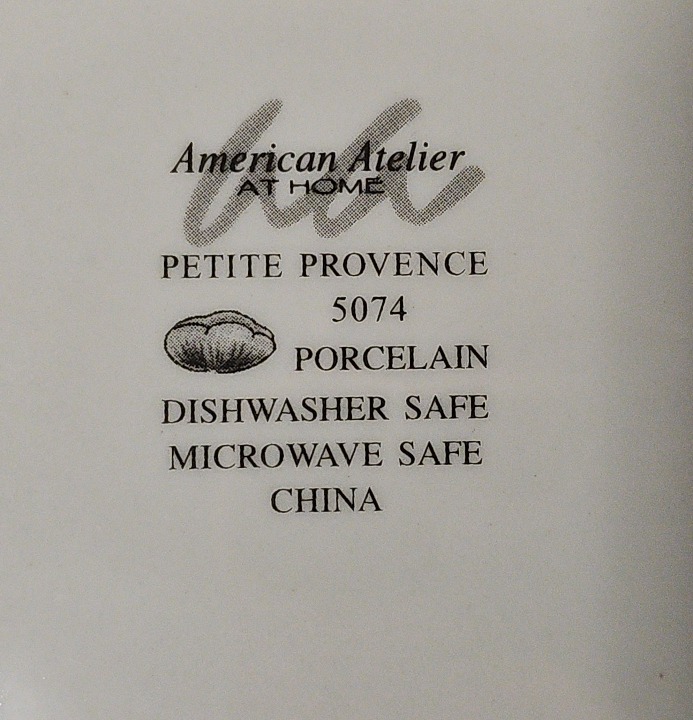 American Atelier
AT HOME
PETITE PROVENCE
5074
PORCELAIN
DISHWASHER SAFE
MICROWAVE SAFE
CHINA